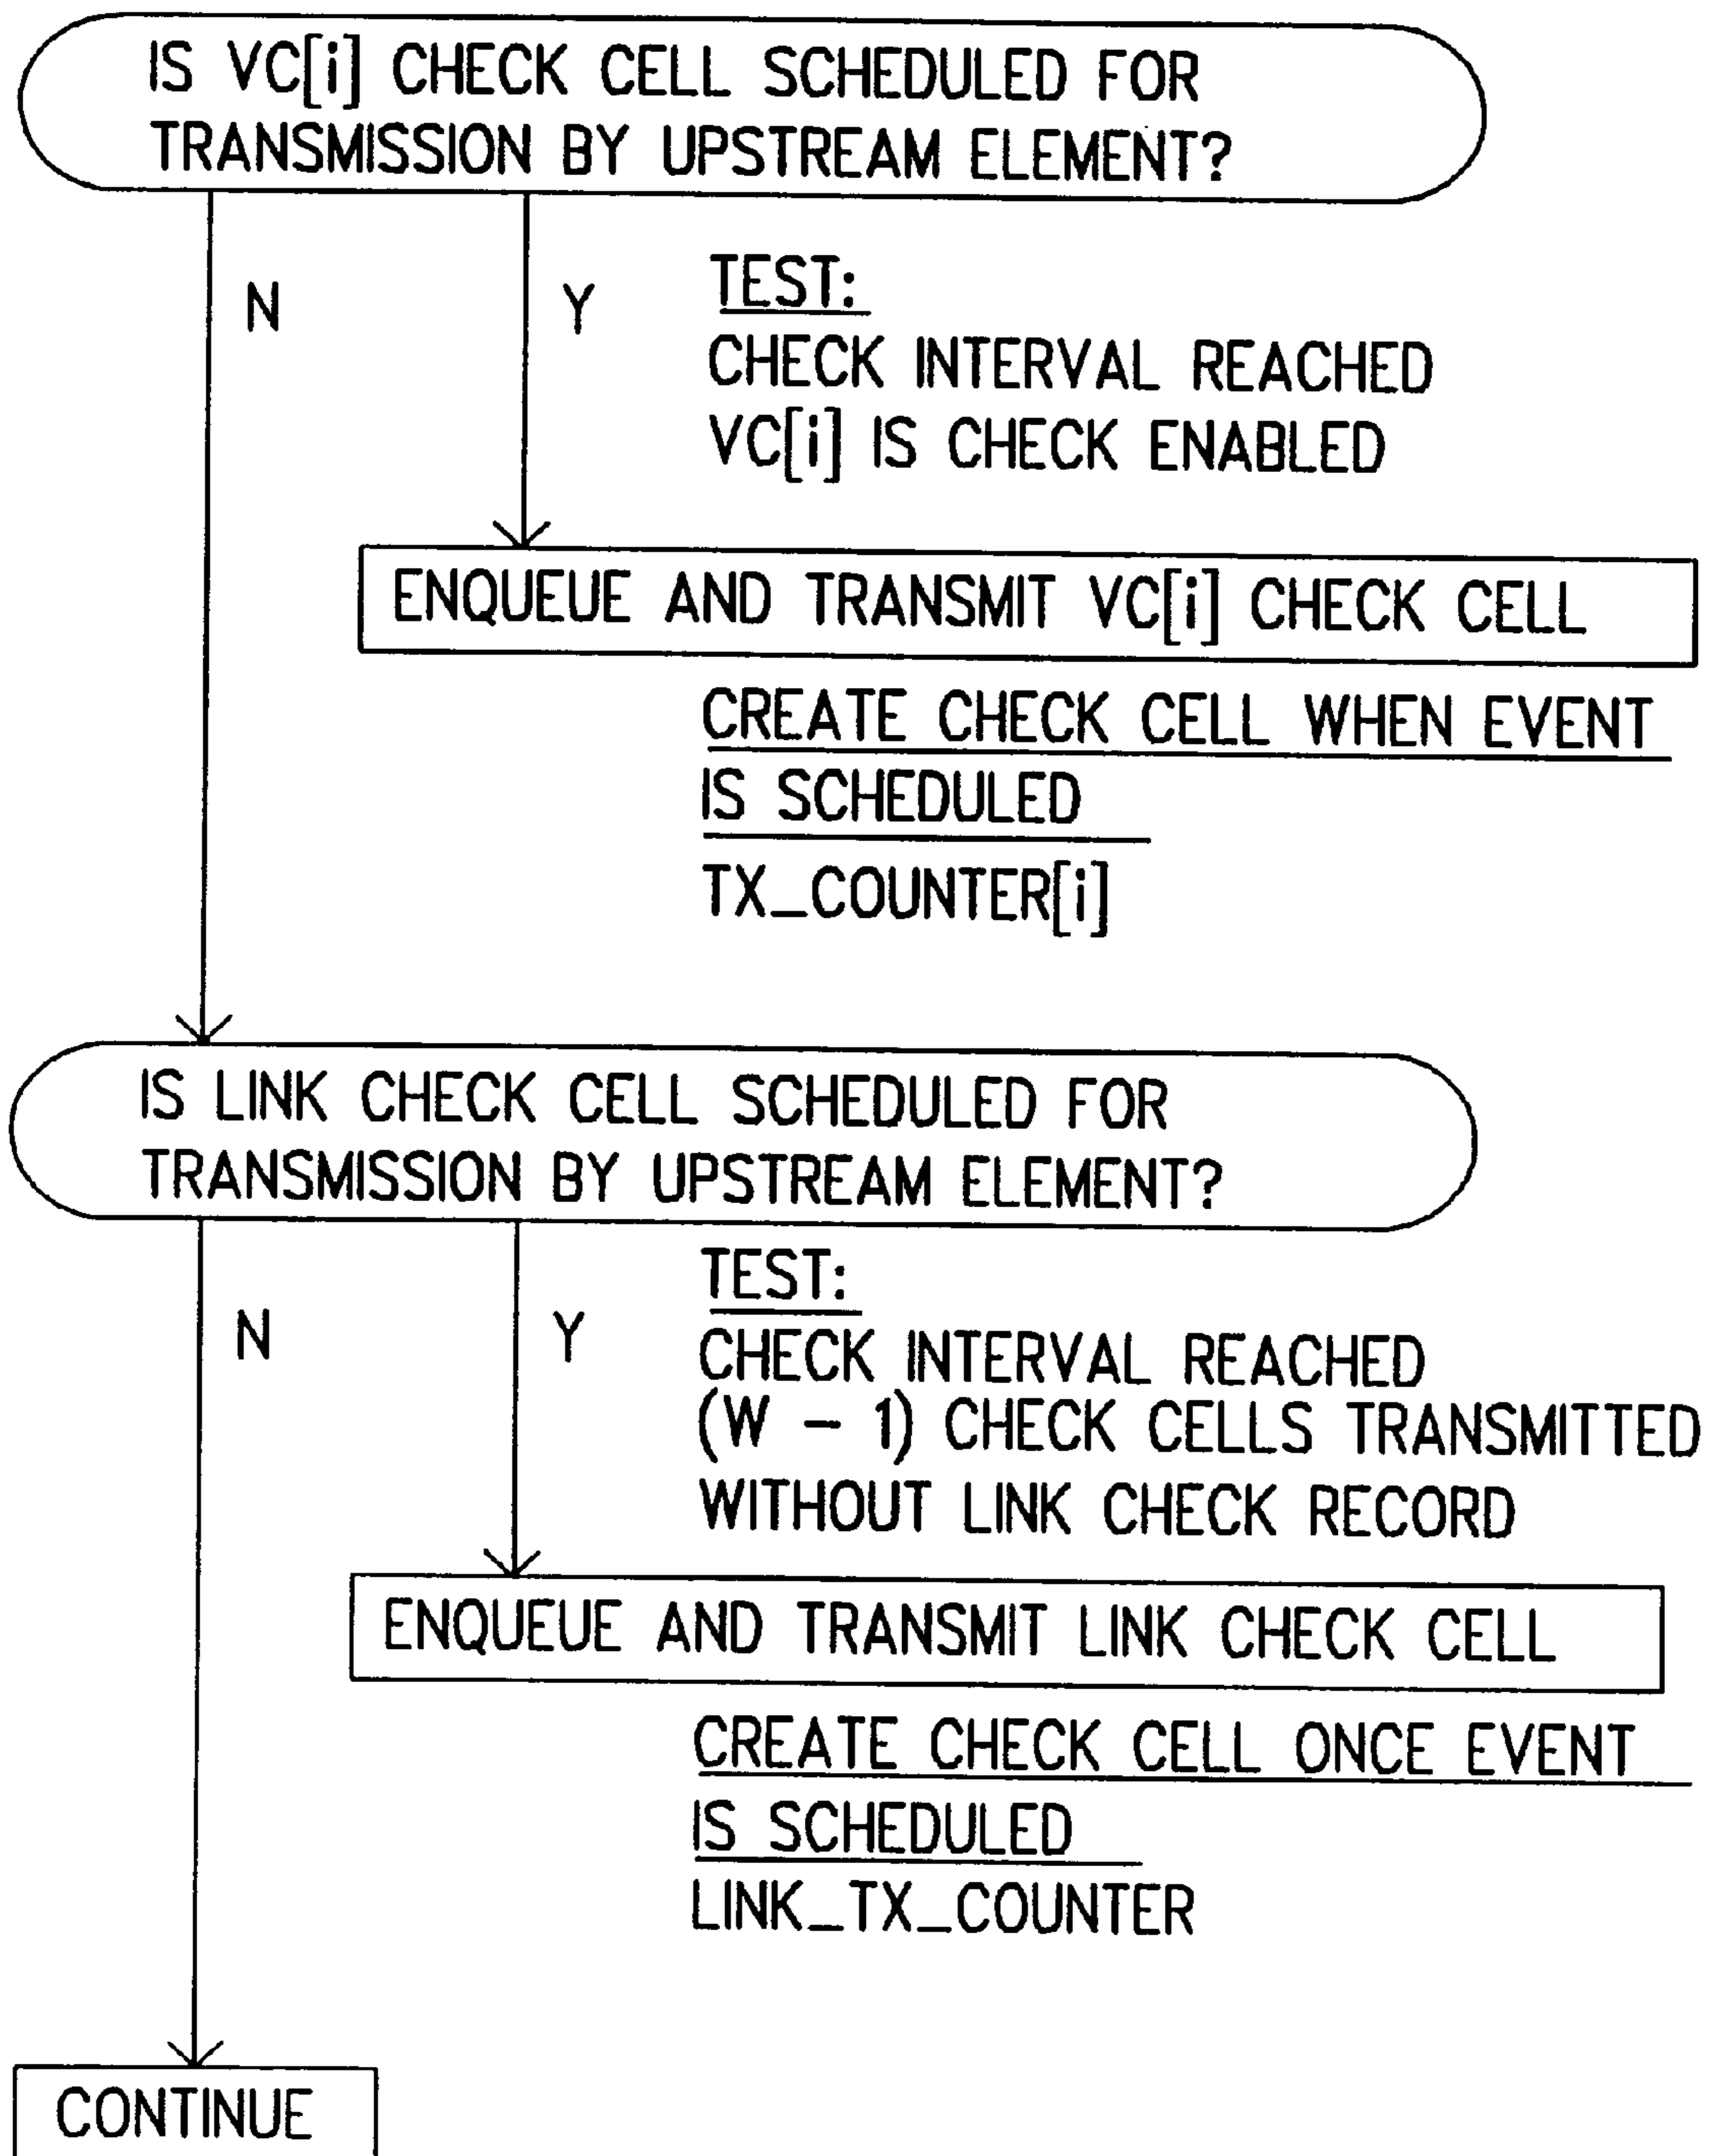 IS VC[i] CHECK CELL SCHEDULED FOR
TRANSMISSION BY UPSTREAM ELEMENT?
N
Y
TEST:
CHECK INTERVAL REACHED
VC[i] IS CHECK ENABLED
ENQUEUE AND TRANSMIT VC[i] CHECK CELL
CREATE CHECK CELL WHEN EVENT
IS SCHEDULED
TX_COUNTER[i]
IS LINK CHECK CELL SCHEDULED FOR
TRANSMISSION BY UPSTREAM ELEMENT?
N
Y
TEST:
CHECK INTERVAL REACHED
(W - 1) CHECK CELLS TRANSMITTED
WITHOUT LINK CHECK RECORD
ENQUEUE AND TRANSMIT LINK CHECK CELL
CREATE CHECK CELL ONCE EVENT
IS SCHEDULED
LINK_TX_COUNTER
CONTINUE